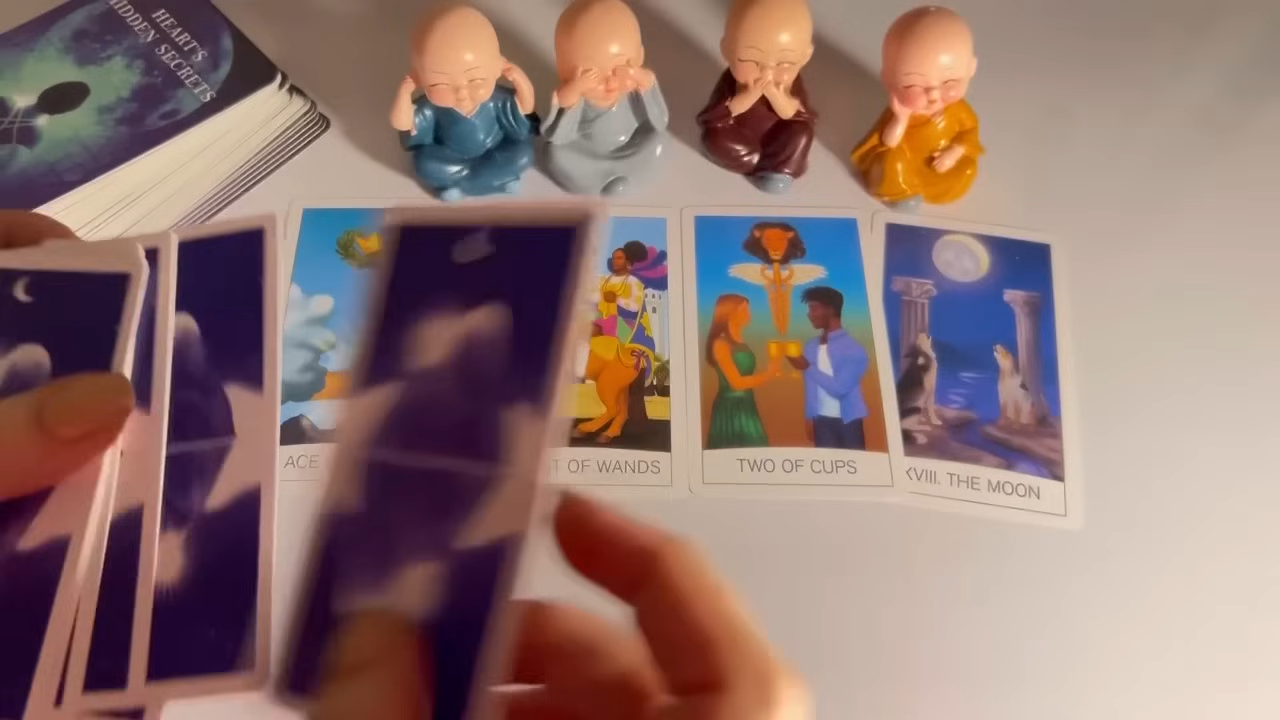 HEART'S
HIDDEN SECRETS
ACE
T OF WANDS
TWO OF CUPS
XVIII. THE MOON